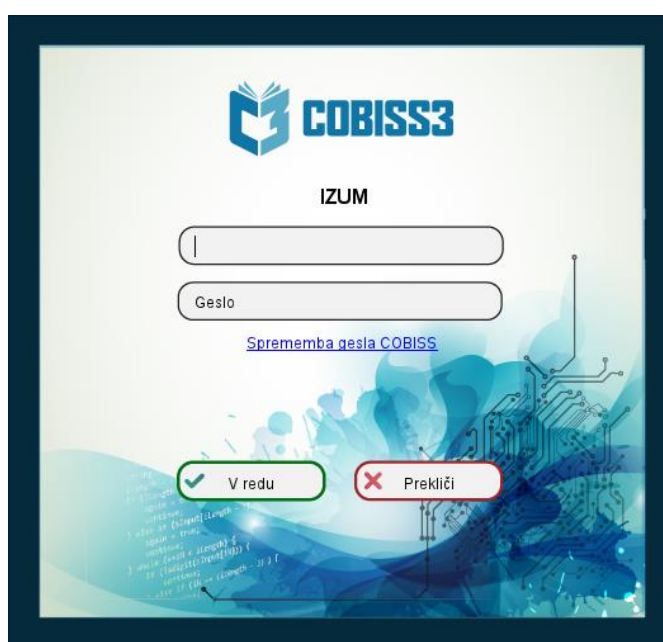 COBISS3
IZUM
Geslo
Sprememba gesla COBISS
V redu
Prekliči